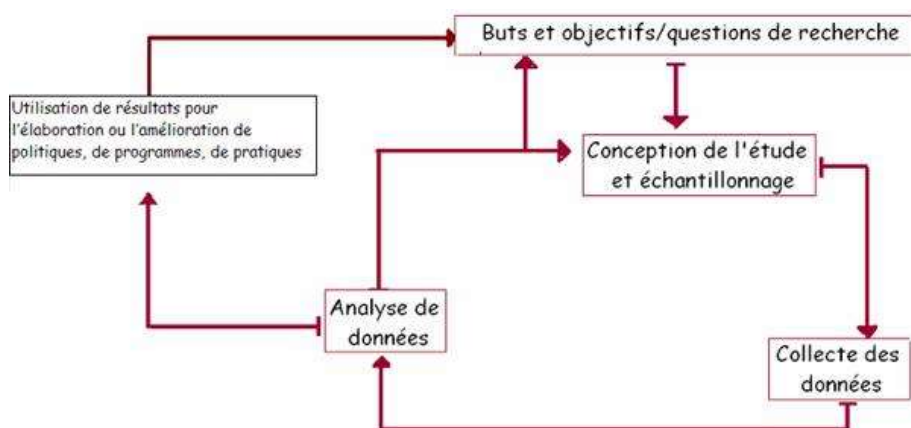 Buts et objectifs/questions de recherche
Utilisation de résultats pour
l'élaboration ou l'amélioration de
politiques, de programmes, de pratiques
Conception de l'étude
et échantillonnage
Analyse de
données
Collecte des
données